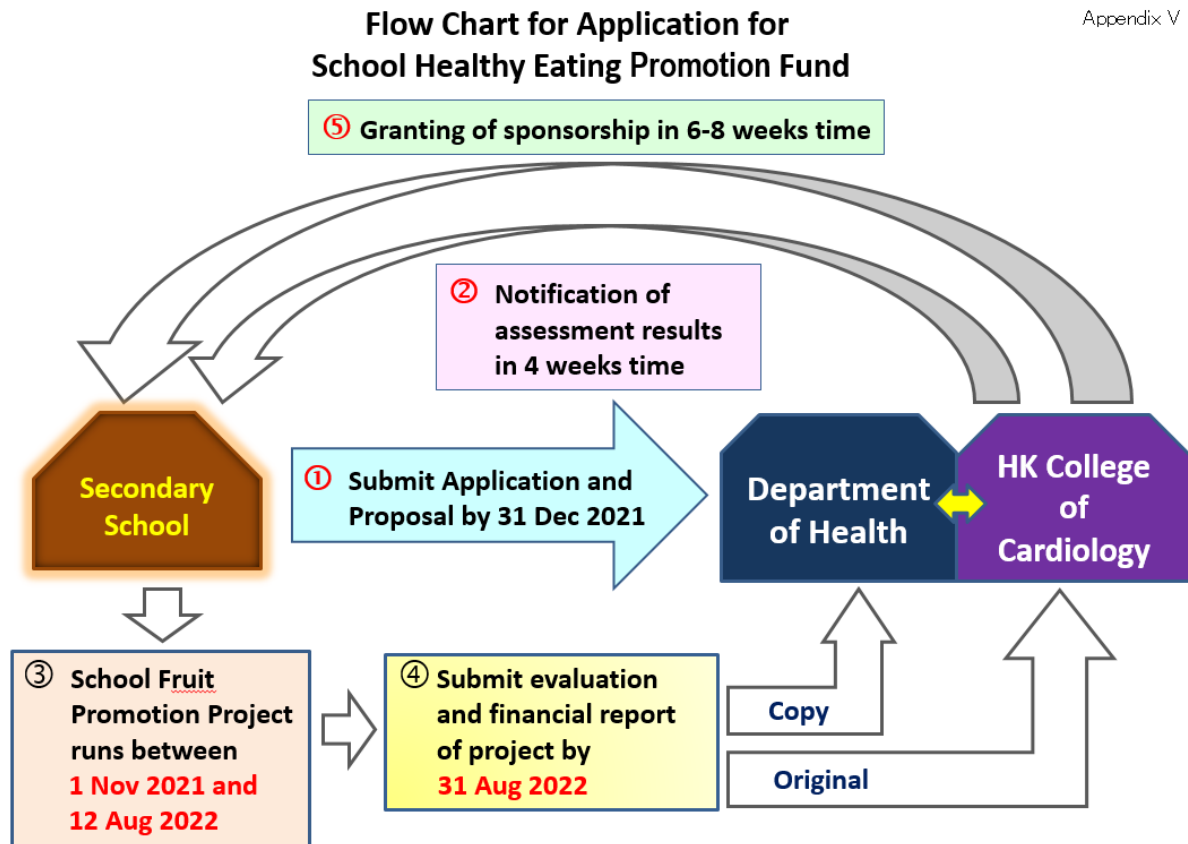 Appendix V
Flow Chart for Application for
School Healthy Eating Promotion Fund
⑤ Granting of sponsorship in 6-8 weeks time
② Notification of
assessment results
in 4 weeks time
Secondary
School
① Submit Application and
Proposal by 31 Dec 2021
Department
of Health
HK College
of
Cardiology
③ School Fruit
Promotion Project
runs between
1 Nov 2021 and
12 Aug 2022
④ Submit evaluation
and financial report
of project by
31 Aug 2022
Copy
Original